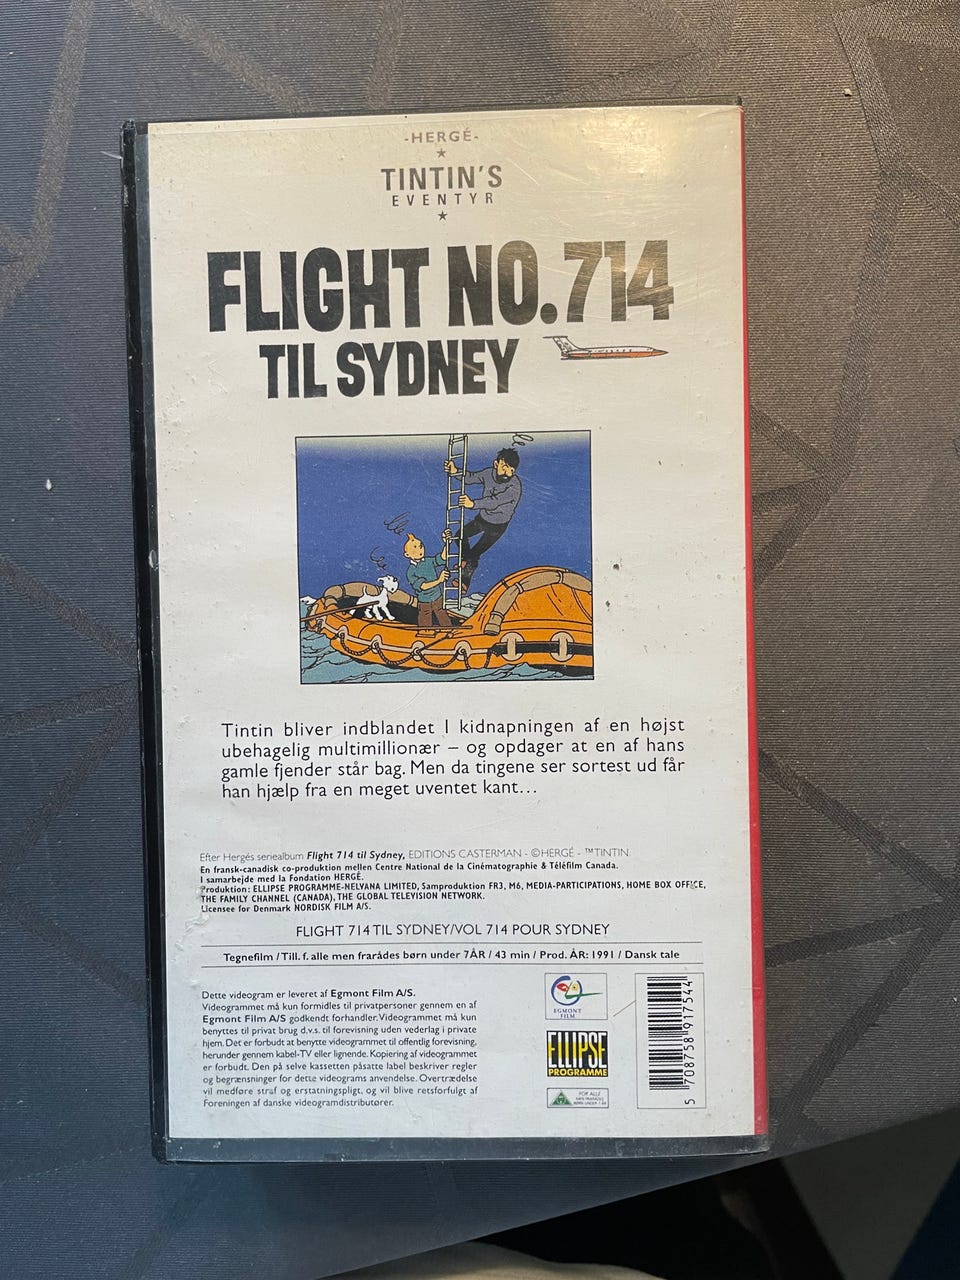 -HERGÉ-
TINTIN'S
EVENTYR
FLIGHT NO.714
TIL SYDNEY
Tintin bliver indblandet I kidnapningen af en højst
ubehagelig multimillionær – og opdager at en af hans
gamle fjender står bag. Men da tingene ser sortest ud får
han hjælp fra en meget uventet kant...
Efter Hergés seriealbum Flight 714 til Sydney, EDITIONS CASTERMAN - ©HERGÉ - ™TINTIN.
En fransk-canadisk co-produktion mellen Centre National de la Cinématographie & Téléfilm Canada.
I samarbejde med la Fondation HERGÉ.
Produktion: ELLIPSE PROGRAMME-NELVANA LIMITED, Samproduktion FR3, M6, MEDIA-PARTICIPATIONS, HOME BOX OFFICE,
THE FAMILY CHANNEL (CANADA), THE GLOBAL TELEVISION NETWORK.
Licensee for Denmark NORDISK FILM A/S.
FLIGHT 714 TIL SYDNEY/VOL 714 POUR SYDNEY
Tegnefilm / Till. f. alle men frarådes børn under 7ÅR / 43 min / Prod. ÅR: 1991 / Dansk tale
Dette videogram er leveret af Egmont Film A/S.
Videogrammet må kun formidles til privatpersoner gennem en af
Egmont Film A/S godkendt forhandler. Videogrammet må kun
benyttes til privat brug d.v.s. til forevisning uden vederlag i private
hjem. Det er forbudt at benytte videogrammet til offentlig forevisning,
herunder gennem kabel-TV eller lignende. Kopiering af videogrammet
er forbudt. Den på selve kassetten påsatte label beskriver regler
og begrænsninger for dette videograms anvendelse. Overtrædelse
vil medføre straf og erstatningspligt, og vil blive retsforfulgt af
Foreningen af danske videogramdistributører.
EGMONT
FILM
ELLIPSE
PROGRAMME
FOR ALLE
MEN FRARÅDES
BØRN UNDER 7 ÅR
5 708758 917544